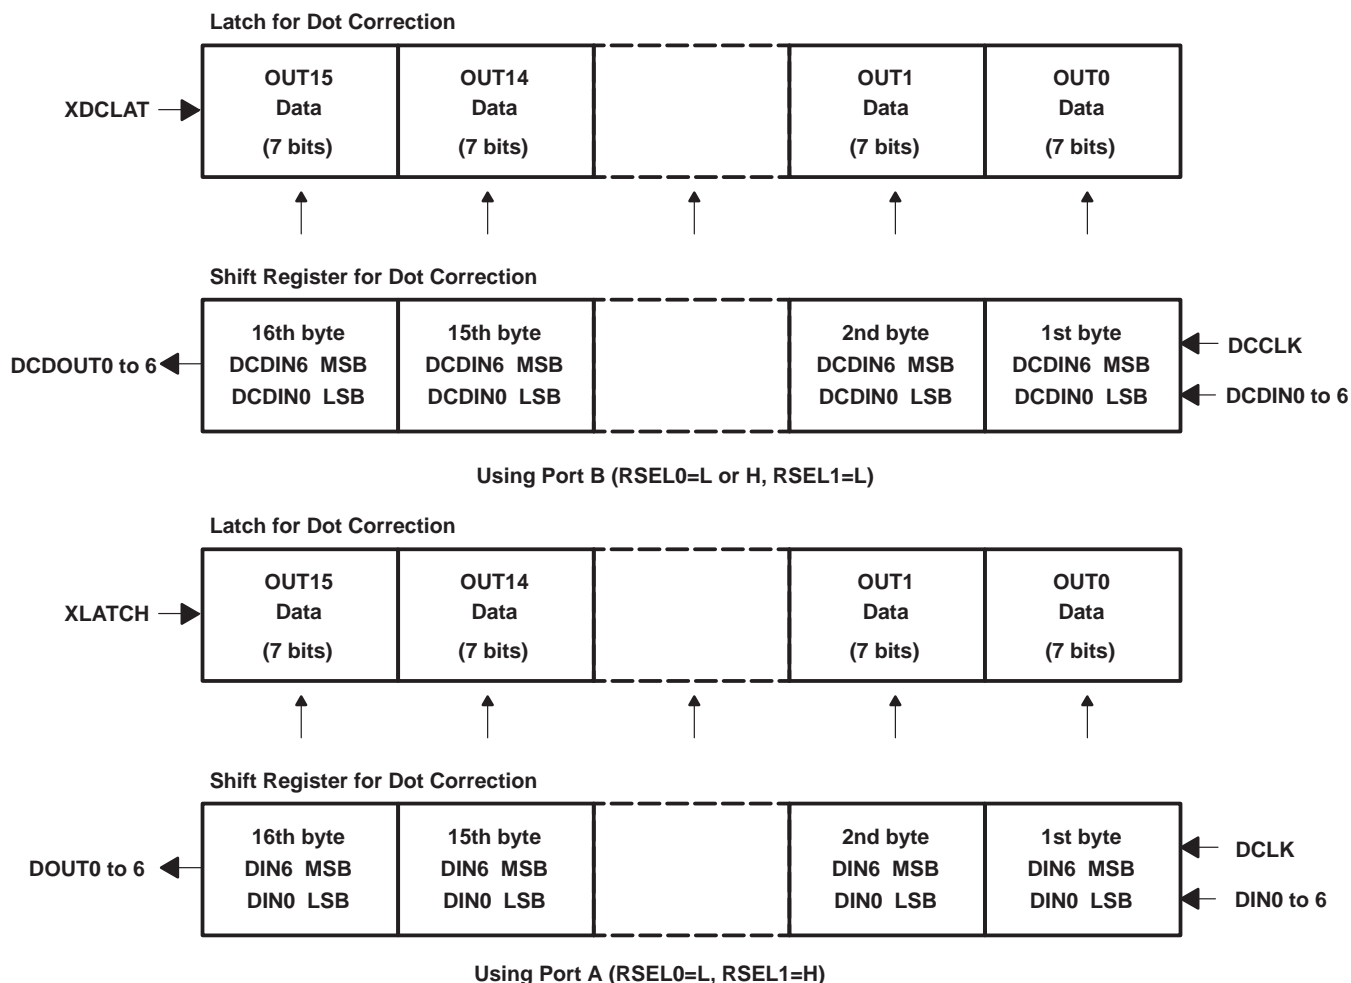 Latch for Dot Correction
XDCLAT
OUT15 Data (7 bits)
OUT14 Data (7 bits)
OUT1 Data (7 bits)
OUT0 Data (7 bits)
Shift Register for Dot Correction
DCDOUT0 to 6
16th byte DCDIN6 MSB DCDIN0 LSB
15th byte DCDIN6 MSB DCDIN0 LSB
2nd byte DCDIN6 MSB DCDIN0 LSB
1st byte DCDIN6 MSB DCDIN0 LSB
DCCLK
DCDIN0 to 6
Using Port B (RSEL0=L or H, RSEL1=L)
Latch for Dot Correction
XLATCH
OUT15 Data (7 bits)
OUT14 Data (7 bits)
OUT1 Data (7 bits)
OUT0 Data (7 bits)
Shift Register for Dot Correction
DOUT0 to 6
16th byte DIN6 MSB DIN0 LSB
15th byte DIN6 MSB DIN0 LSB
2nd byte DIN6 MSB DIN0 LSB
1st byte DIN6 MSB DIN0 LSB
DCLK
DIN0 to 6
Using Port A (RSEL0=L, RSEL1=H)